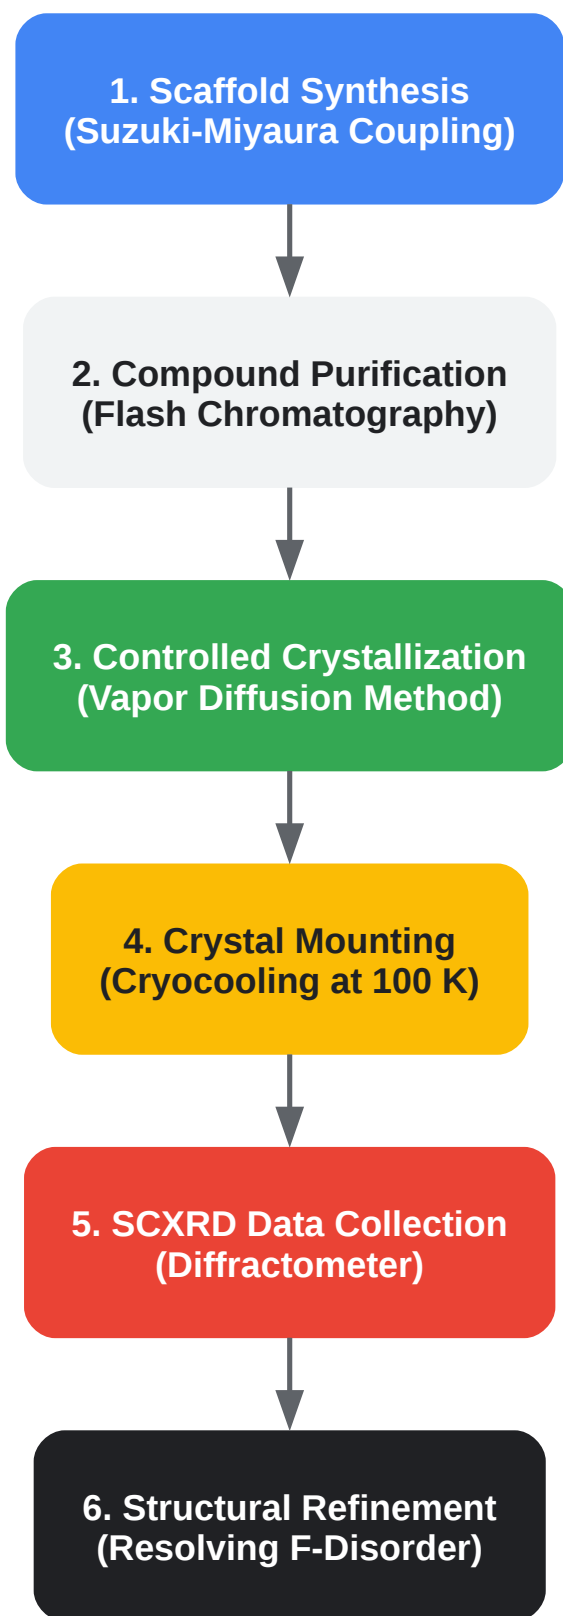 1. Scaffold Synthesis
(Suzuki-Miyaura Coupling)
2. Compound Purification
(Flash Chromatography)
3. Controlled Crystallization
(Vapor Diffusion Method)
4. Crystal Mounting
(Cryocooling at 100 K)
5. SCXRD Data Collection
(Diffractometer)
6. Structural Refinement
(Resolving F-Disorder)